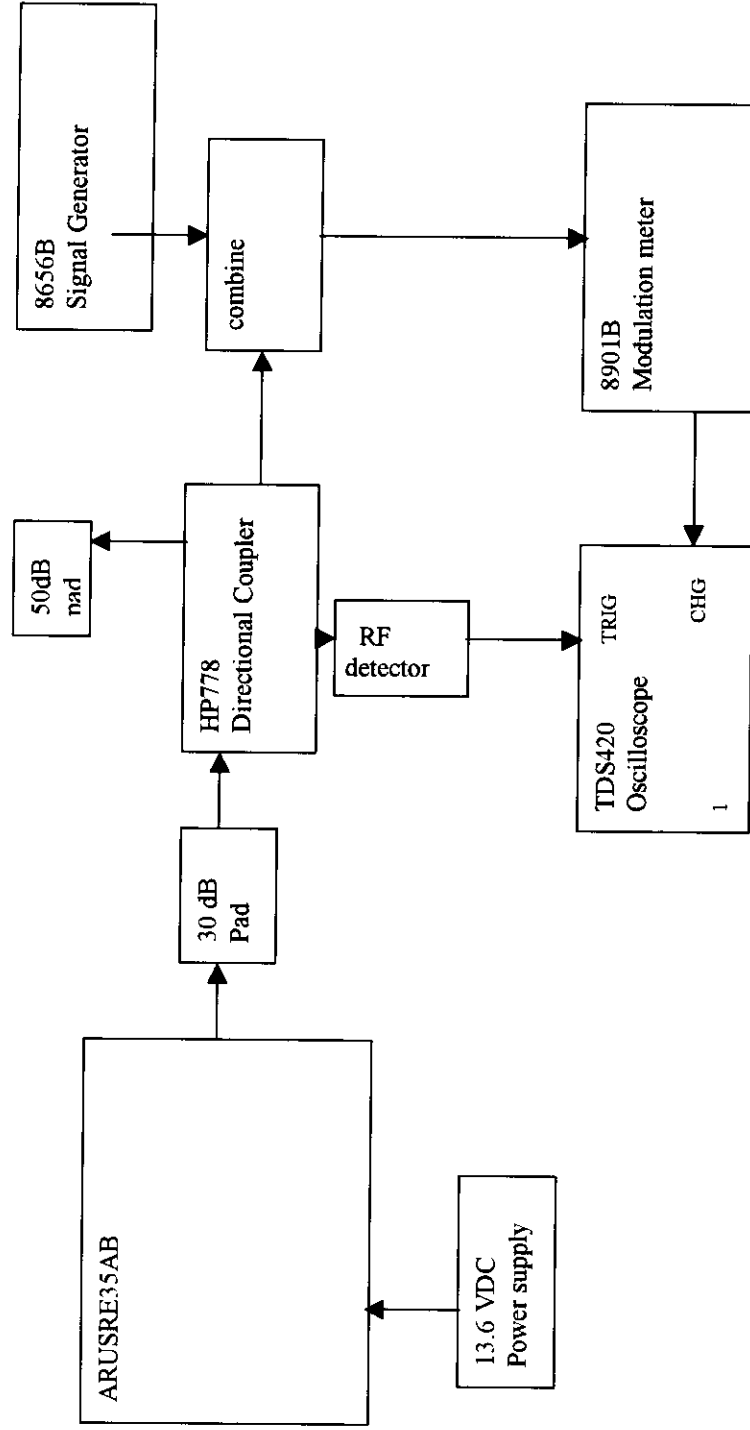 ARUSRE35AB
13.6 VDC
Power supply
30 dB
Pad
HP778
Directional Coupler
50dB
nad
RF
detector
combine
8656B
Signal Generator
TDS420
Oscilloscope
TRIG
CHG
1
8901B
Modulation meter